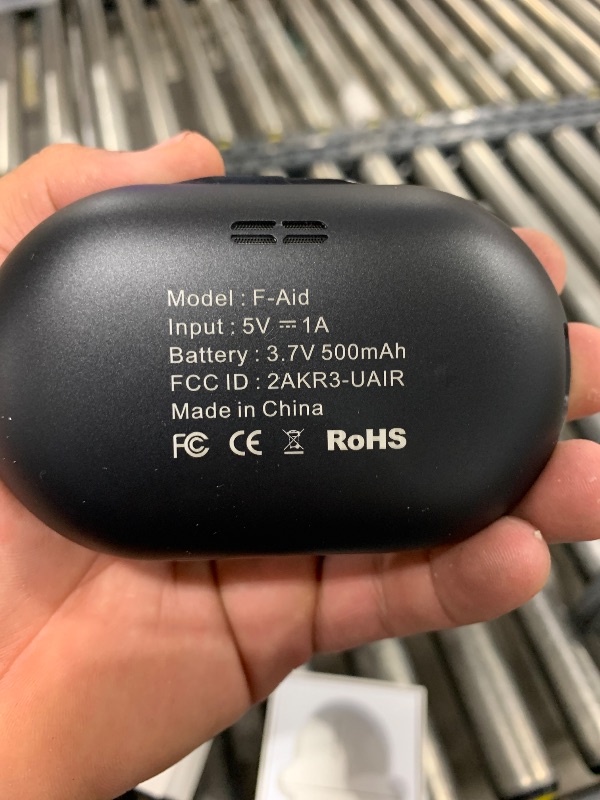 Model : F-Aid
Input : 5V ⎓ 1A
Battery : 3.7V 500mAh
FCC ID : 2AKR3-UAIR
Made in China
FC CE RoHS